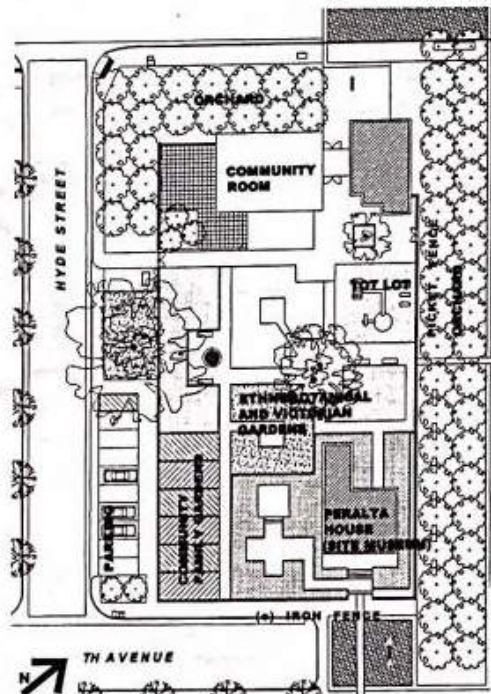 ORCHARD
COMMUNITY
ROOM
HYDE STREET
TOT LOT
PICKET FENCE
ORCHARD
ETHNOBOTANICAL
AND VICTORIAN
GARDENS
PARKING
COMMUNITY
FAMILY GARDENS
PERALTA
HOUSE
(SITE MUSEUM)
(e) IRON FENCE
TH AVENUE
N